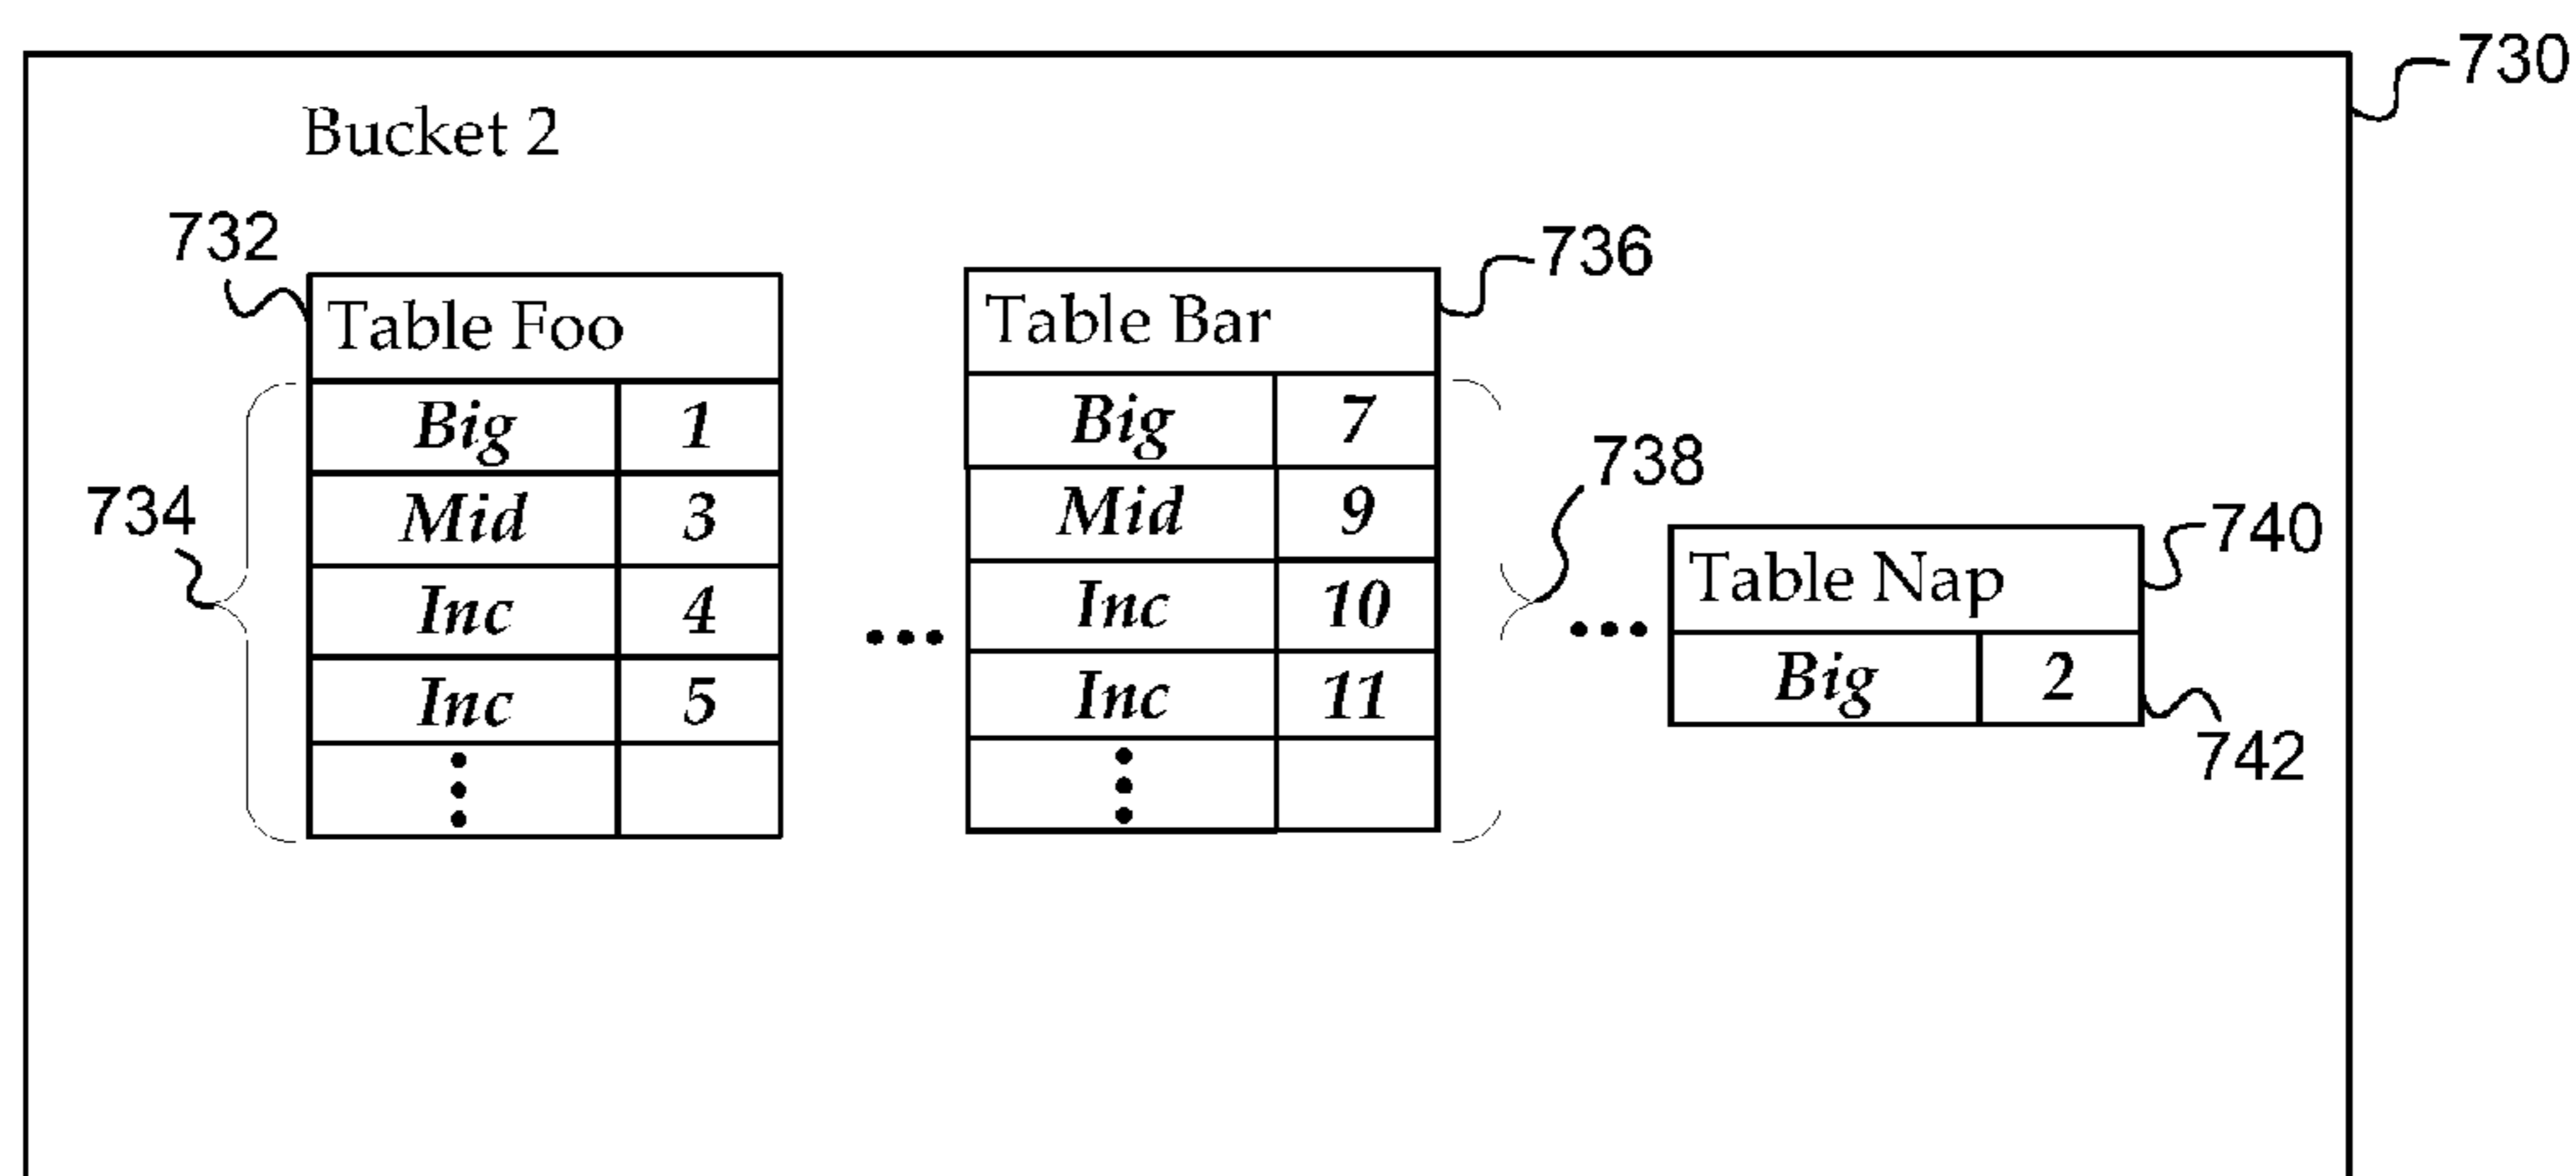 730
Bucket 2
732
736
Table Foo
Table Bar
Big 1
Big 7
738
Mid 3
Mid 9
734
740
Table Nap
Inc 4
Inc 10
... ...
Inc 5
Inc 11
Big 2
742